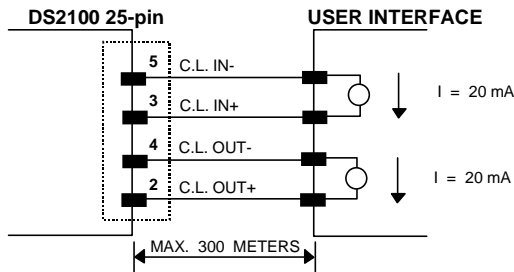 DS2100 25-pin
USER INTERFACE
5 C.L. IN-
3 C.L. IN+
I = 20 mA
4 C.L. OUT-
2 C.L. OUT+
I = 20 mA
MAX. 300 METERS